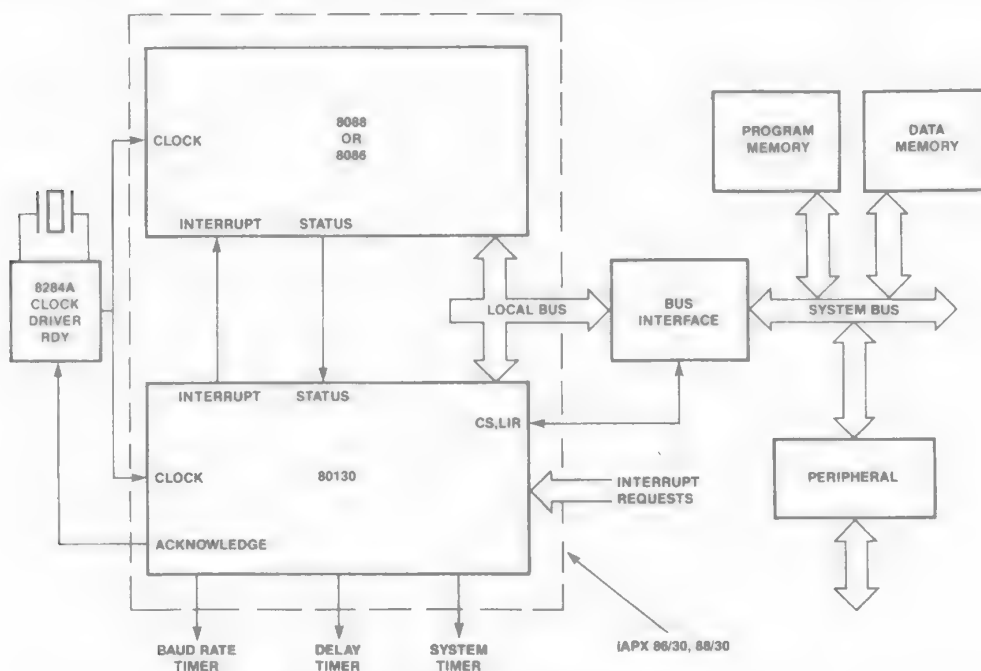 8088
OR
8086
CLOCK
INTERRUPT STATUS
PROGRAM
MEMORY
DATA
MEMORY
8284A
CLOCK
DRIVER
RDY
LOCAL BUS
BUS
INTERFACE
SYSTEM BUS
INTERRUPT STATUS
CS,LIR
CLOCK
80130
INTERRUPT
REQUESTS
PERIPHERAL
ACKNOWLEDGE
BAUD RATE
TIMER
DELAY
TIMER
SYSTEM
TIMER
iAPX 86/30, 88/30